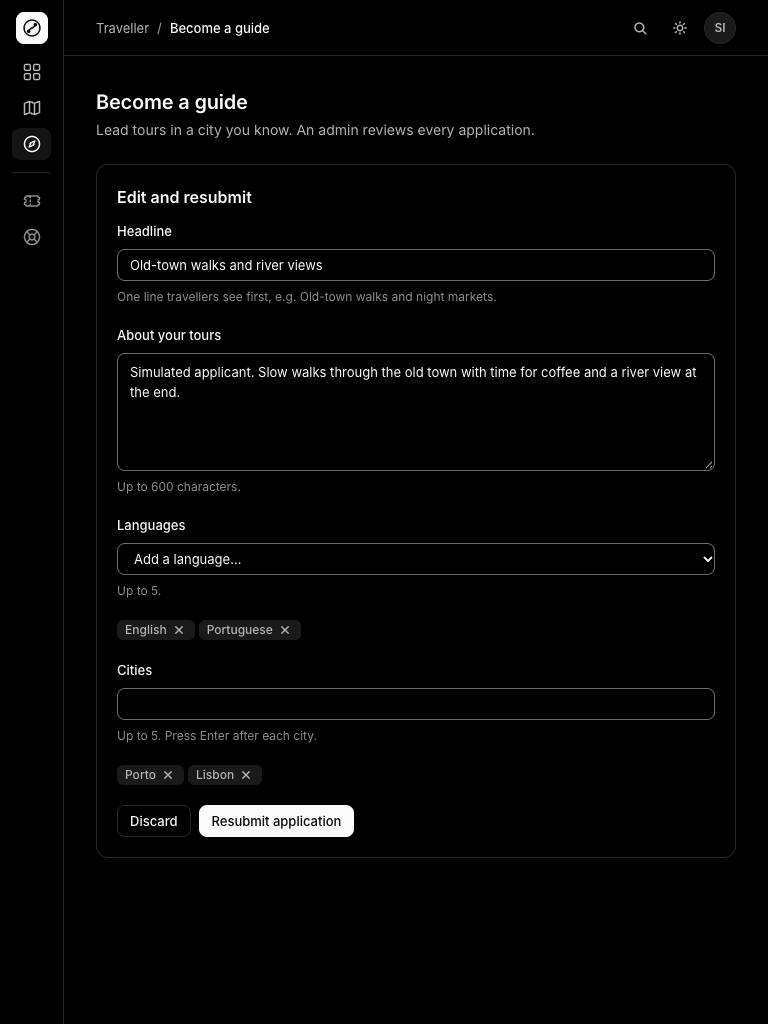 Traveller / Become a guide
SI
Become a guide
Lead tours in a city you know. An admin reviews every application.
Edit and resubmit
Headline
Old-town walks and river views
One line travellers see first, e.g. Old-town walks and night markets.
About your tours
Simulated applicant. Slow walks through the old town with time for coffee and a river view at
the end.
Up to 600 characters.
Languages
Add a language...
Up to 5.
English Portuguese
Cities
Up to 5. Press Enter after each city.
Porto Lisbon
Discard Resubmit application